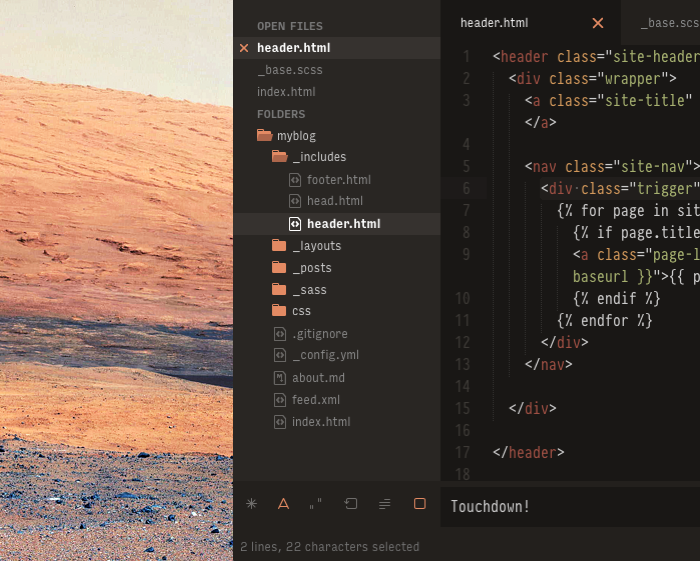 OPEN FILES
header.html
_base.scss
index.html
FOLDERS
myblog
_includes
footer.html
head.html
header.html
_layouts
_posts
_sass
css
.gitignore
_config.yml
about.md
feed.xml
index.html
2 lines, 22 characters selected
header.html
_base.scs
1 <header class="site-header
2 <div class="wrapper">
3 <a class="site-title"
</a>
4
5 <nav class="site-nav">
6 <div·class="trigger"
7 {% for page in sit
8 {% if page.title
9 <a class="page-l
baseurl }}">{{ p
10 {% endif %}
11 {% endfor %}
12 </div>
13 </nav>
14
15 </div>
16
17 </header>
18
Touchdown!